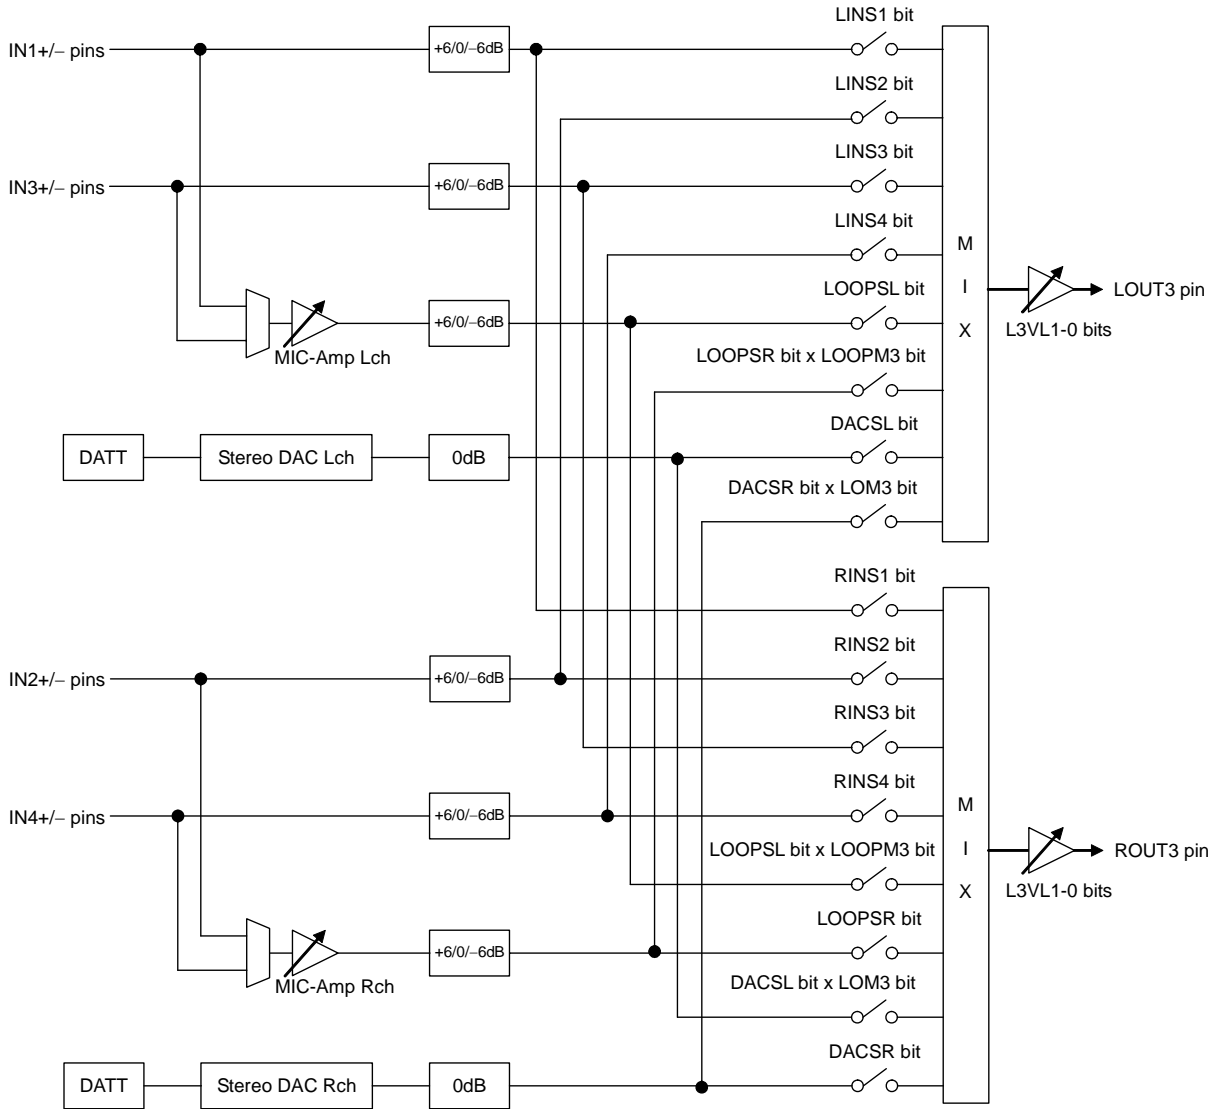 LINS1 bit
IN1+/− pins
+6/0/−6dB
LINS2 bit
LINS3 bit
IN3+/− pins
+6/0/−6dB
LINS4 bit
M
I
X
LOOPSL bit
LOUT3 pin
+6/0/−6dB
L3VL1-0 bits
MIC-Amp Lch
LOOPSR bit x LOOPM3 bit
DACSL bit
DATT
Stereo DAC Lch
0dB
DACSR bit x LOM3 bit
RINS1 bit
RINS2 bit
IN2+/− pins
+6/0/−6dB
RINS3 bit
RINS4 bit
IN4+/− pins
+6/0/−6dB
M
I
X
LOOPSL bit x LOOPM3 bit
ROUT3 pin
L3VL1-0 bits
LOOPSR bit
+6/0/−6dB
MIC-Amp Rch
DACSL bit x LOM3 bit
DACSR bit
DATT
Stereo DAC Rch
0dB